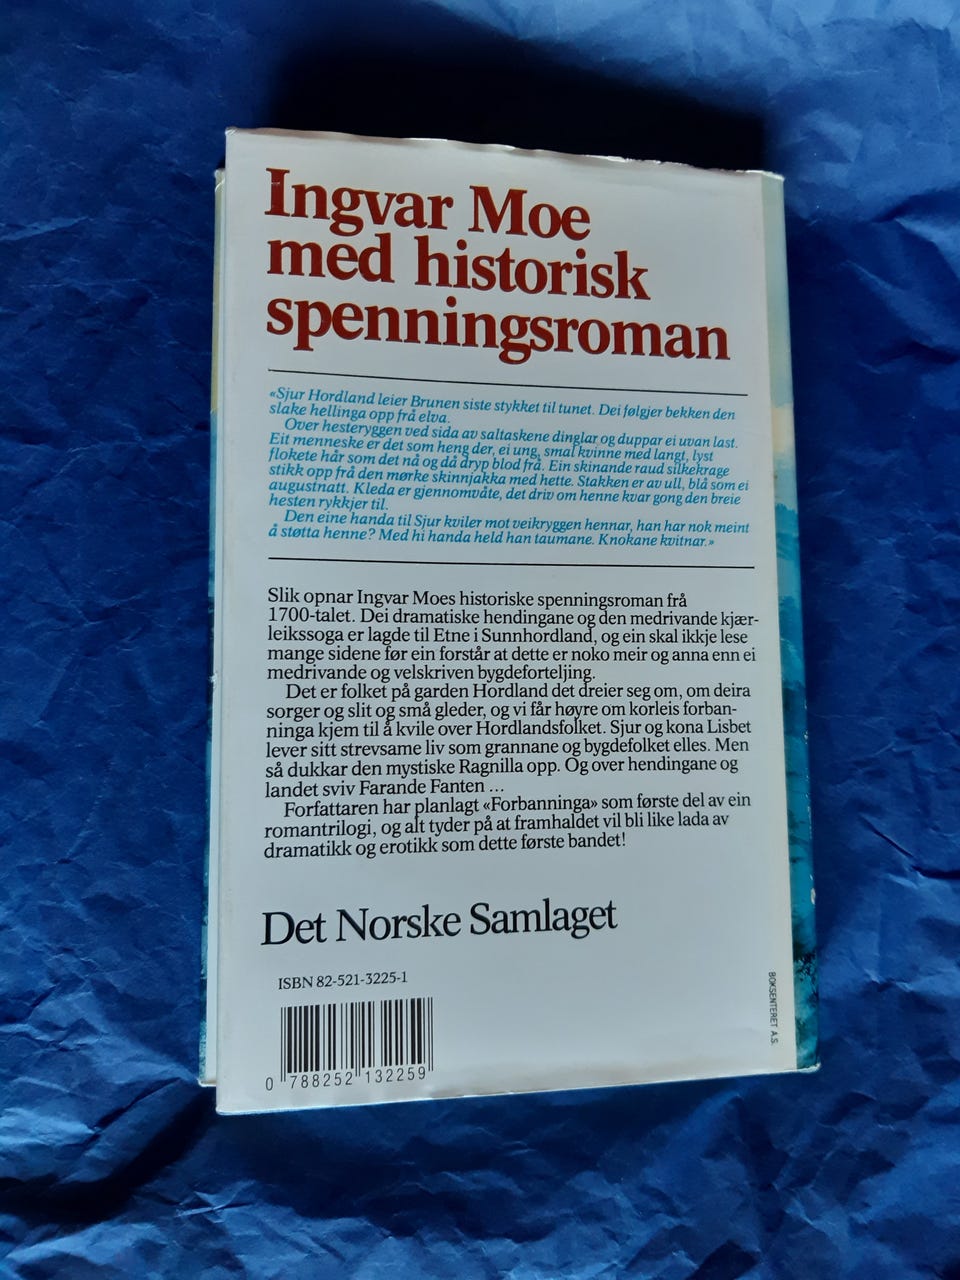 Ingvar Moe
med historisk
spenningsroman
«Sjur Hordland leier Brunen siste stykket til tunet. Dei følgjer bekken den
slake hellinga opp frå elva.
Over hesteryggen ved sida av saltaskene dinglar og duppar ei uvan last.
Eit menneske er det som heng der, ei ung, smal kvinne med langt, lyst
flokete hår som det nå og då dryp blod frå. Ein skinande raud silkekrage
stikk opp frå den mørke skinnjakka med hette. Stakken er av ull, blå som ei
augustnatt. Kleda er gjennomvåte, det driv om henne kvar gong den breie
hesten rykkjer til.
Den eine handa til Sjur kviler mot veikryggen hennar, han har nok meint
å støtta henne? Med hi handa held han taumane. Knokane kvitnar.»
Slik opnar Ingvar Moes historiske spenningsroman frå
1700-talet. Dei dramatiske hendingane og den medrivande kjær-
leikssoga er lagde til Etne i Sunnhordland, og ein skal ikkje lese
mange sidene før ein forstår at dette er noko meir og anna enn ei
medrivande og velskriven bygdeforteljing.
Det er folket på garden Hordland det dreier seg om, om deira
sorger og slit og små gleder, og vi får høyre om korleis forban-
ninga kjem til å kvile over Hordlandsfolket. Sjur og kona Lisbet
lever sitt strevsame liv som grannane og bygdefolket elles. Men
så dukkar den mystiske Ragnilla opp. Og over hendingane og
landet sviv Farande Fanten ...
Forfattaren har planlagt «Forbanninga» som første del av ein
romantrilogi, og alt tyder på at framhaldet vil bli like lada av
dramatikk og erotikk som dette første bandet!
Det Norske Samlaget
ISBN 82-521-3225-1
0 788252 132259
BOKSENTERET A.S.